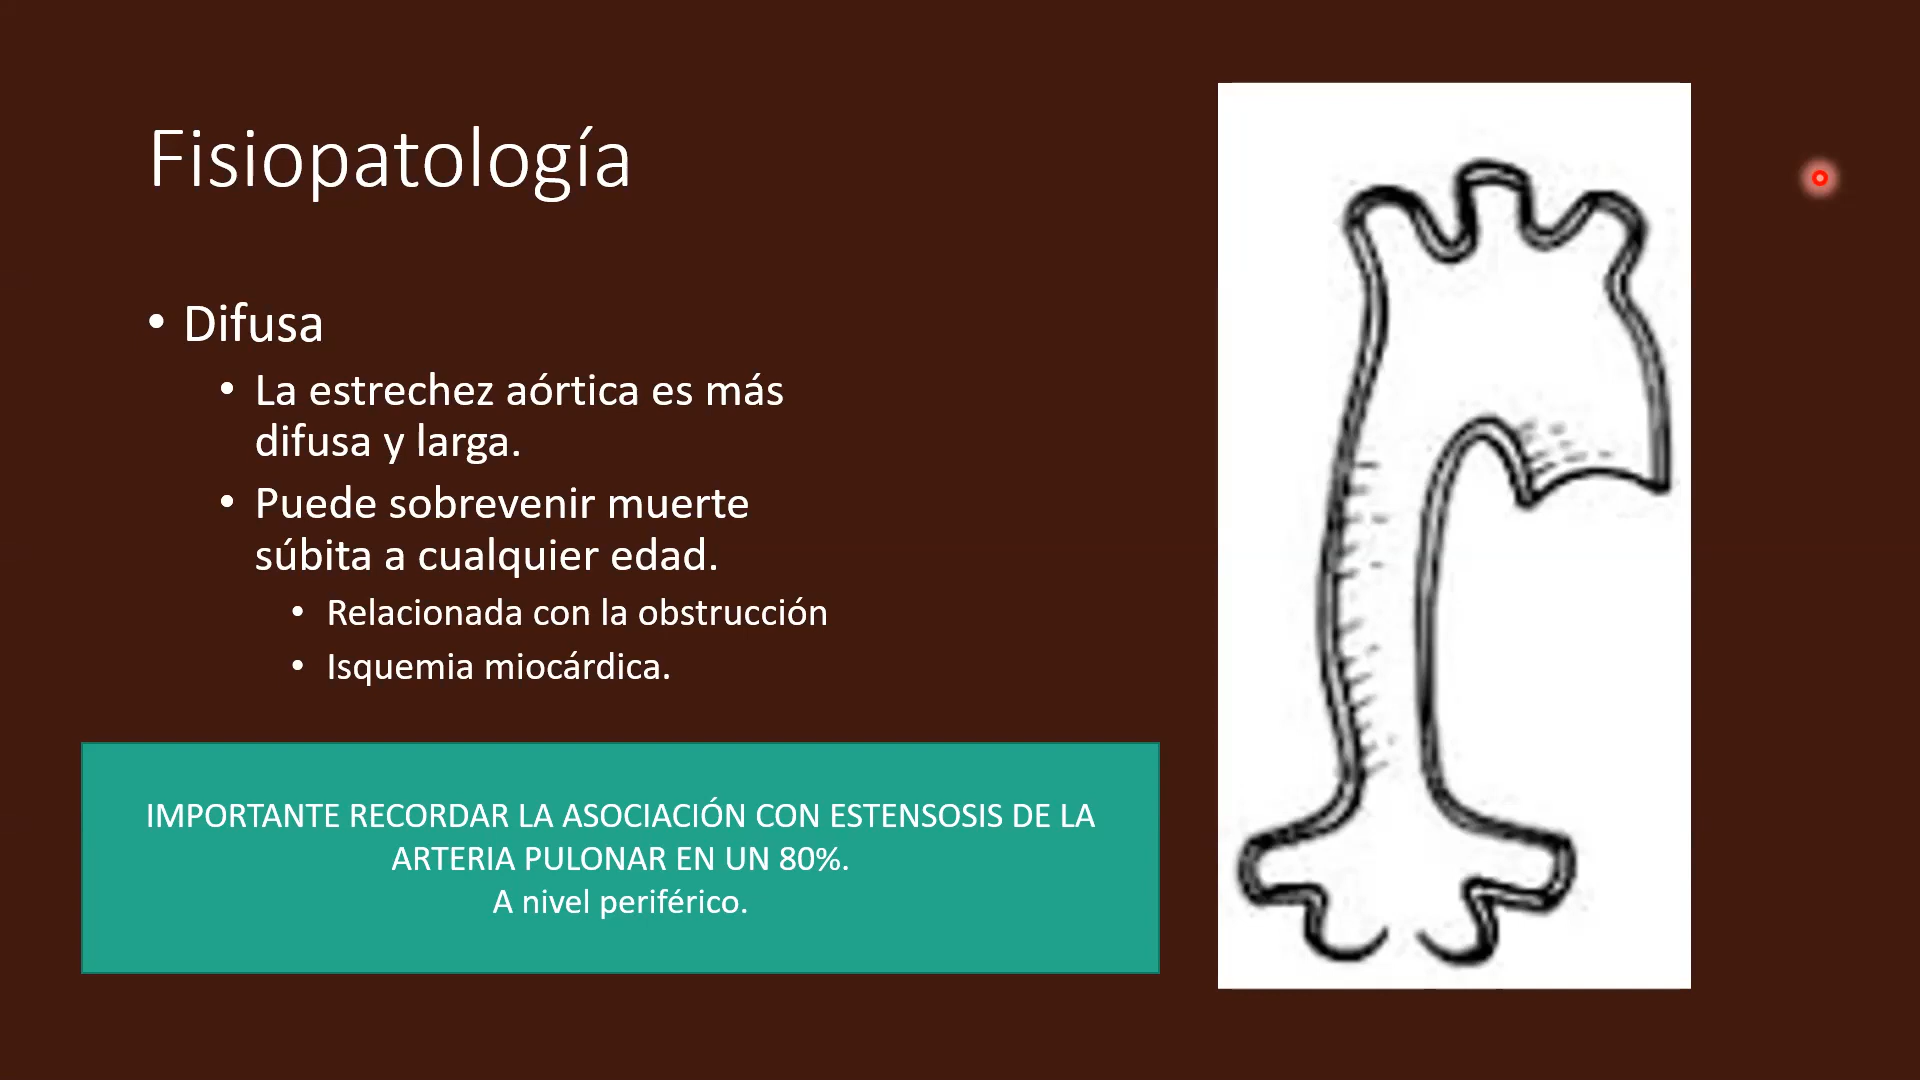 Fisiopatología
• Difusa
• La estrechez aórtica es más
difusa y larga.
• Puede sobrevenir muerte
súbita a cualquier edad.
• Relacionada con la obstrucción
• Isquemia miocárdica.
IMPORTANTE RECORDAR LA ASOCIACIÓN CON ESTENSOSIS DE LA
ARTERIA PULONAR EN UN 80%.
A nivel periférico.